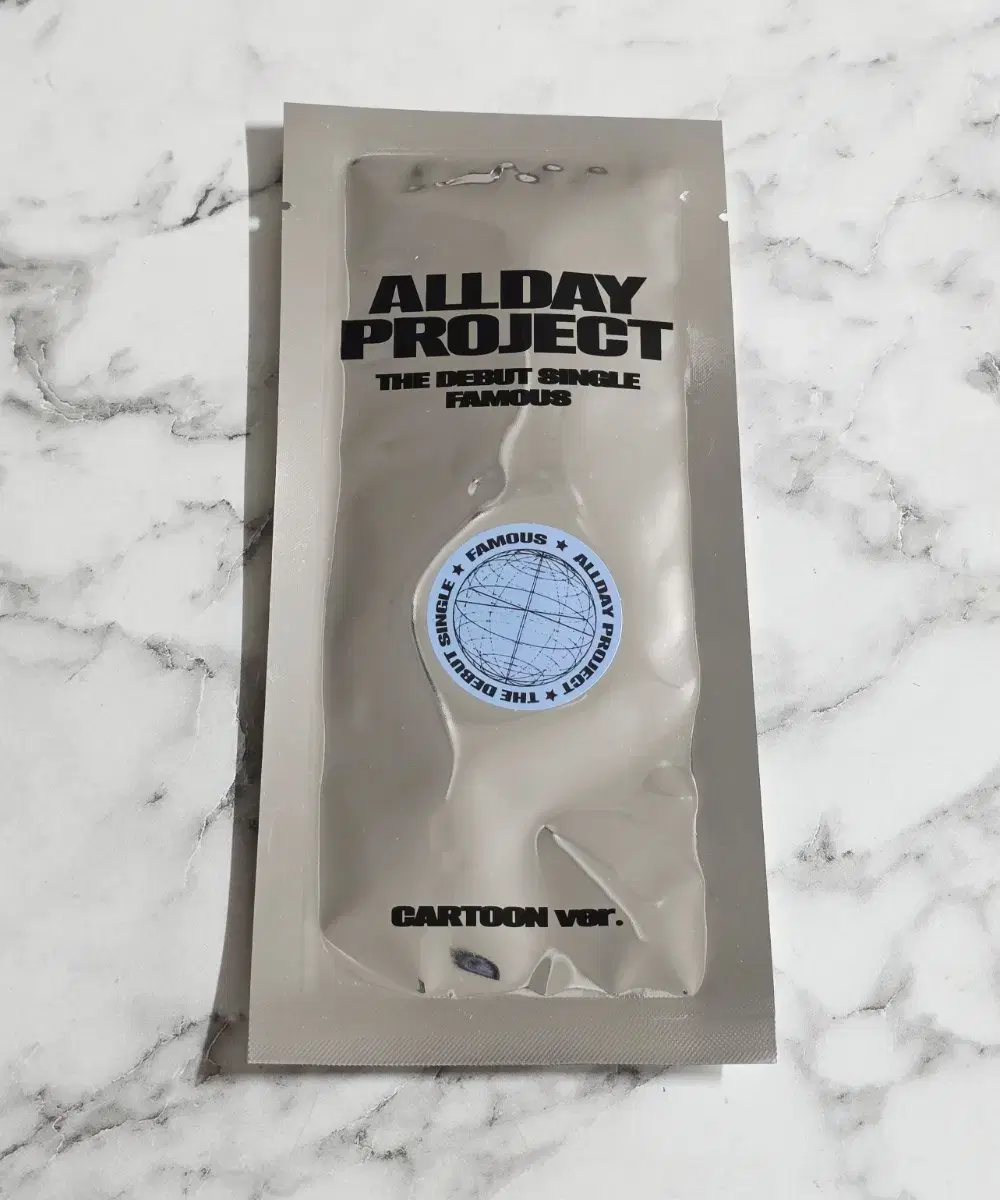 ALLDAY
PROJECT
THE DEBUT SINGLE
FAMOUS
FAMOUS ★ ALLDAY PROJECT ★ THE DEBUT SINGLE ★
CARTOON ver.